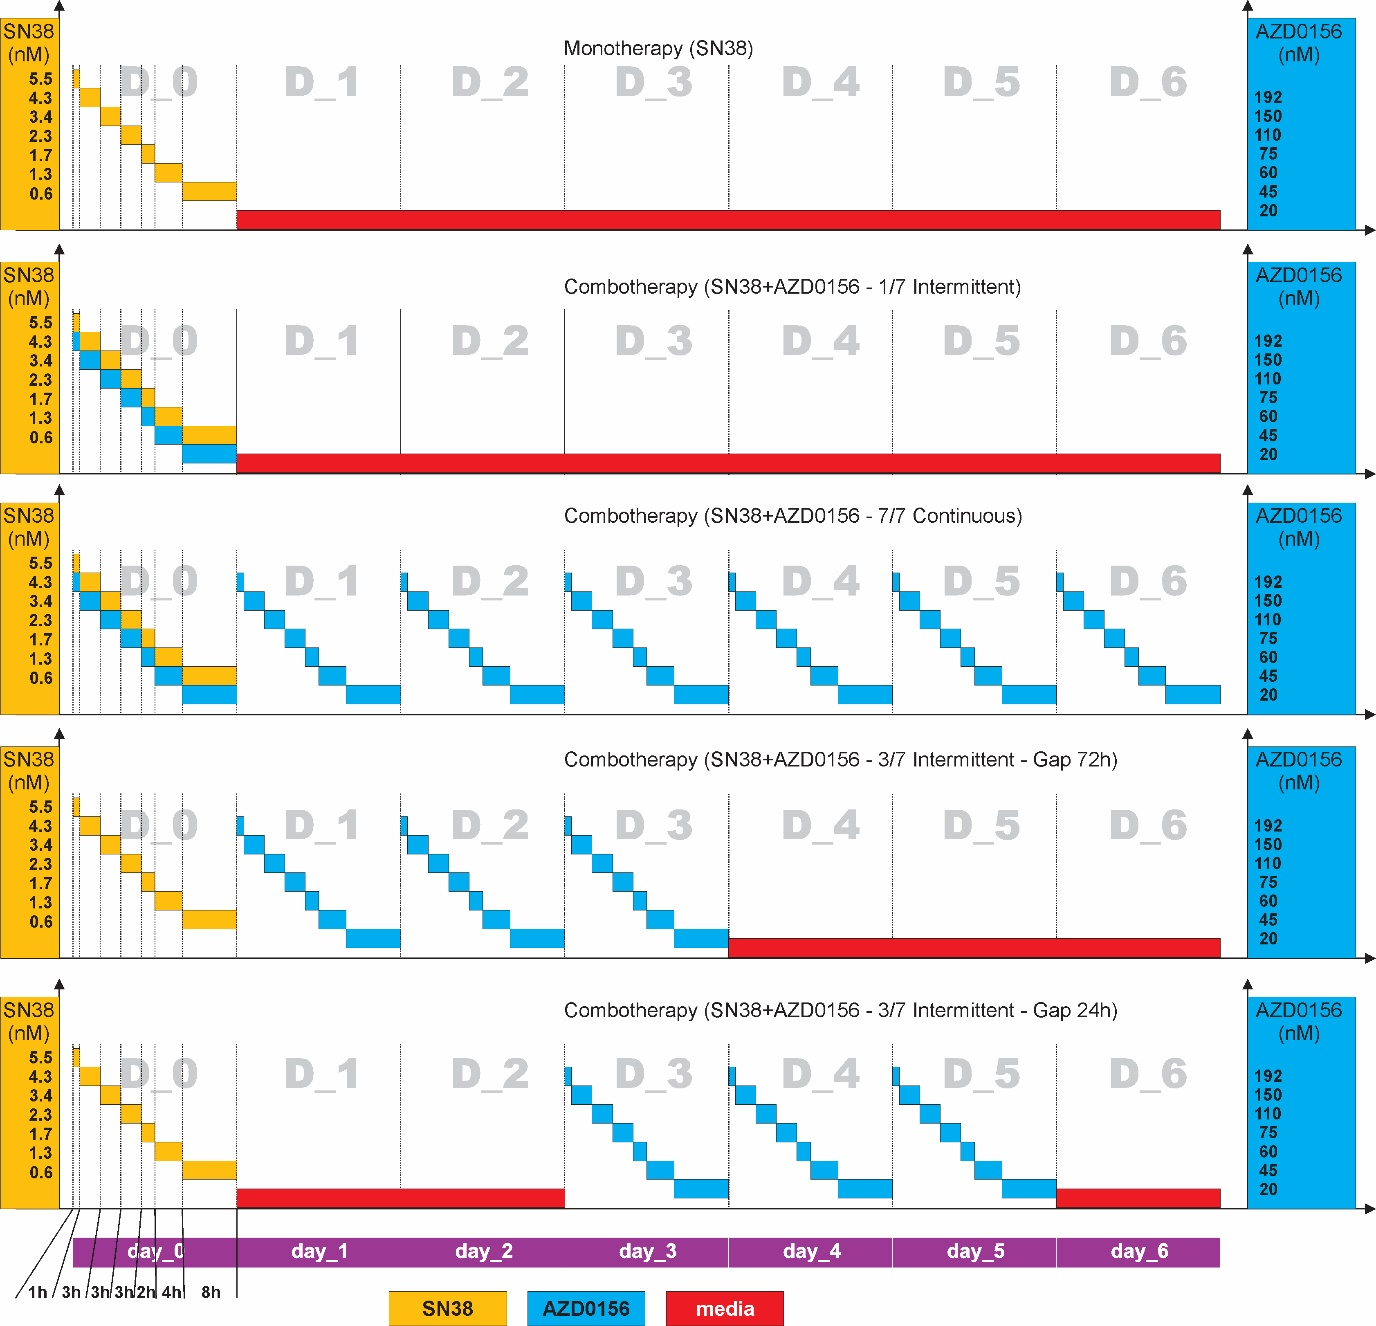 SN38
(nM)
5.5
4.3
3.4
2.3
1.7
1.3
0.6
Monotherapy (SN38)
D_0 D_1 D_2 D_3 D_4 D_5 D_6
AZD0156
(nM)
192
150
110
75
60
45
20
SN38
(nM)
5.5
4.3
3.4
2.3
1.7
1.3
0.6
Combotherapy (SN38+AZD0156 - 1/7 Intermittent)
D_0 D_1 D_2 D_3 D_4 D_5 D_6
AZD0156
(nM)
192
150
110
75
60
45
20
SN38
(nM)
5.5
4.3
3.4
2.3
1.7
1.3
0.6
Combotherapy (SN38+AZD0156 - 7/7 Continuous)
D_0 D_1 D_2 D_3 D_4 D_5 D_6
AZD0156
(nM)
192
150
110
75
60
45
20
SN38
(nM)
5.5
4.3
3.4
2.3
1.7
1.3
0.6
Combotherapy (SN38+AZD0156 - 3/7 Intermittent - Gap 72h)
D_0 D_1 D_2 D_3 D_4 D_5 D_6
AZD0156
(nM)
192
150
110
75
60
45
20
SN38
(nM)
5.5
4.3
3.4
2.3
1.7
1.3
0.6
Combotherapy (SN38+AZD0156 - 3/7 Intermittent - Gap 24h)
D_0 D_1 D_2 D_3 D_4 D_5 D_6
AZD0156
(nM)
192
150
110
75
60
45
20
day_0 day_1 day_2 day_3 day_4 day_5 day_6
1h 3h 3h 3h 2h 4h 8h
SN38 AZD0156 media